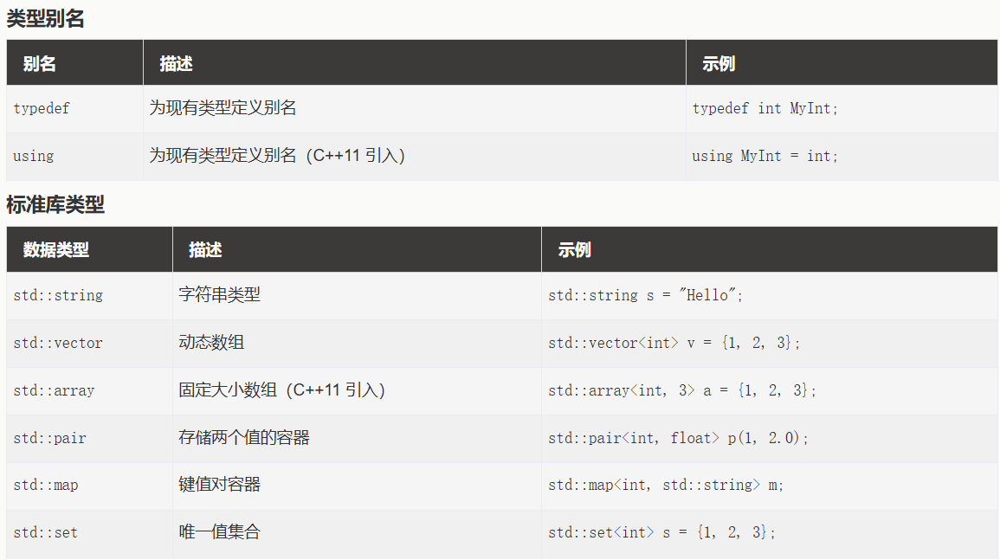 类型别名
别名 描述 示例
typedef 为现有类型定义别名 typedef int MyInt;
using 为现有类型定义别名（C++11 引入） using MyInt = int;
标准库类型
数据类型 描述 示例
std::string 字符串类型 std::string s = "Hello";
std::vector 动态数组 std::vector<int> v = {1, 2, 3};
std::array 固定大小数组（C++11 引入） std::array<int, 3> a = {1, 2, 3};
std::pair 存储两个值的容器 std::pair<int, float> p(1, 2.0);
std::map 键值对容器 std::map<int, std::string> m;
std::set 唯一值集合 std::set<int> s = {1, 2, 3};